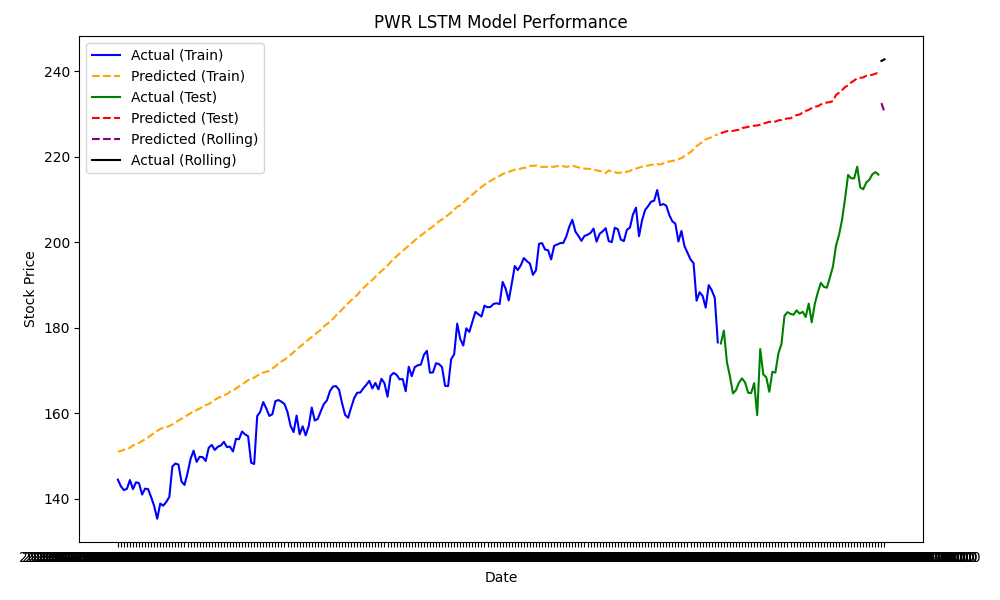 PWR LSTM Model Performance
Actual (Train)
Predicted (Train)
Actual (Test)
Predicted (Test)
Predicted (Rolling)
Actual (Rolling)
240
220
200
180
160
140
Stock Price
Date